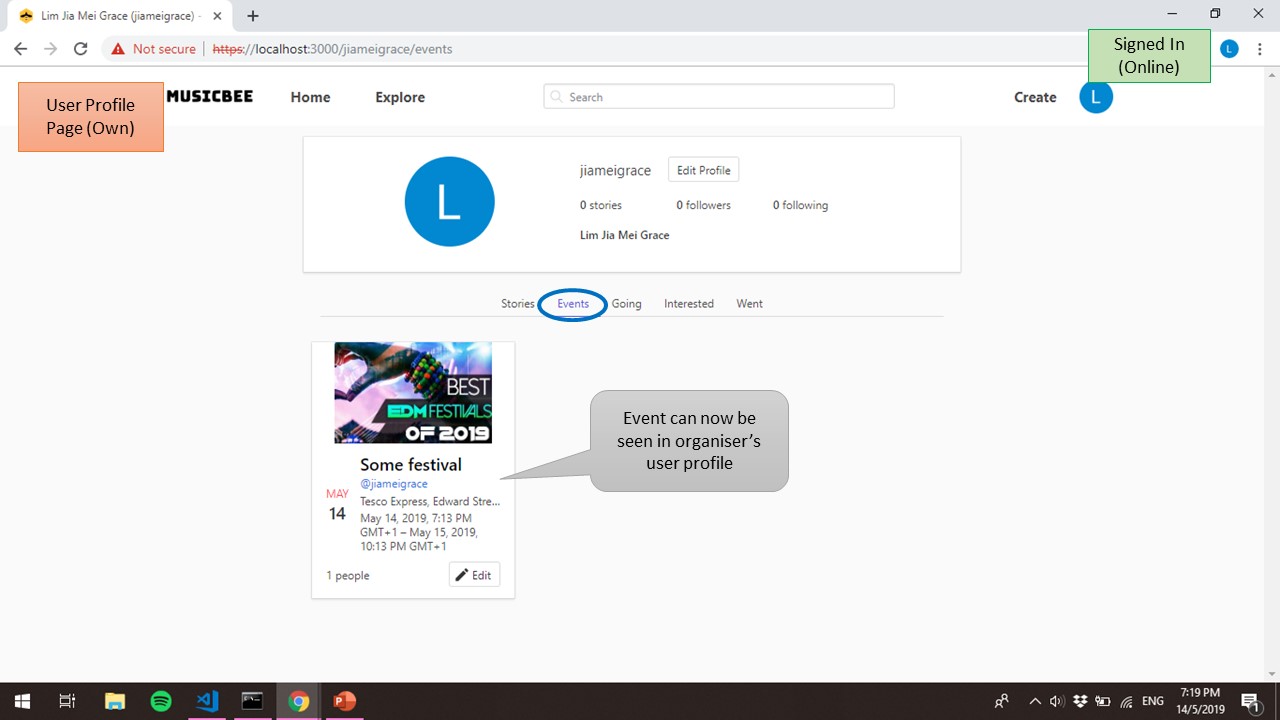 Lim Jia Mei Grace (jiameigrace) -
Not secure
https://localhost:3000/jiameigrace/events
L
Signed In
(Online)
User Profile
Page (Own)
MUSICBEE
Home
Explore
Search
Create
L
L
jiameigrace
Edit Profile
0 stories
0 followers
0 following
Lim Jia Mei Grace
Stories
Events
Going
Interested
Went
BEST
EDM FESTIVALS
OF 2019
Some festival
@jiameigrace
MAY
14
Tesco Express, Edward Stre...
May 14, 2019, 7:13 PM
GMT+1 – May 15, 2019,
10:13 PM GMT+1
1 people
Edit
Event can now be
seen in organiser's
user profile
ENG
7:19 PM
14/5/2019
1